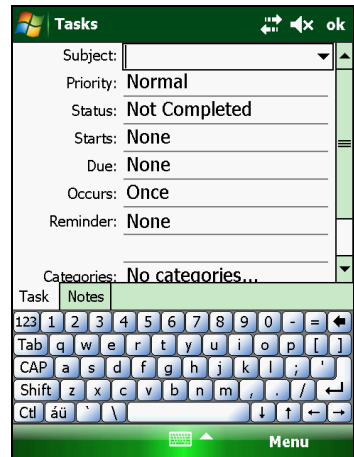 Tasks ok
Subject:
Priority: Normal
Status: Not Completed
Starts: None
Due: None
Occurs: Once
Reminder: None
Categories: No categories...
Task Notes
123 1 2 3 4 5 6 7 8 9 0 - =
Tab q w e r t y u i o p [ ]
CAP a s d f g h j k l ; '
Shift z x c v b n m , . /
Ctl áü ` \
Menu